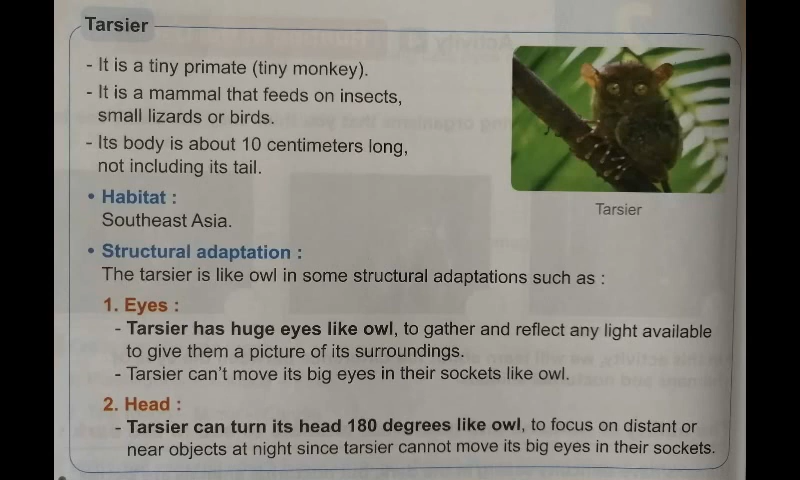 Tarsier
- It is a tiny primate (tiny monkey).
- It is a mammal that feeds on insects,
small lizards or birds.
- Its body is about 10 centimeters long,
not including its tail.
Tarsier
• Habitat :
Southeast Asia.
• Structural adaptation :
The tarsier is like owl in some structural adaptations such as :
1. Eyes :
- Tarsier has huge eyes like owl, to gather and reflect any light available
to give them a picture of its surroundings.
- Tarsier can't move its big eyes in their sockets like owl.
2. Head :
- Tarsier can turn its head 180 degrees like owl, to focus on distant or
near objects at night since tarsier cannot move its big eyes in their sockets.